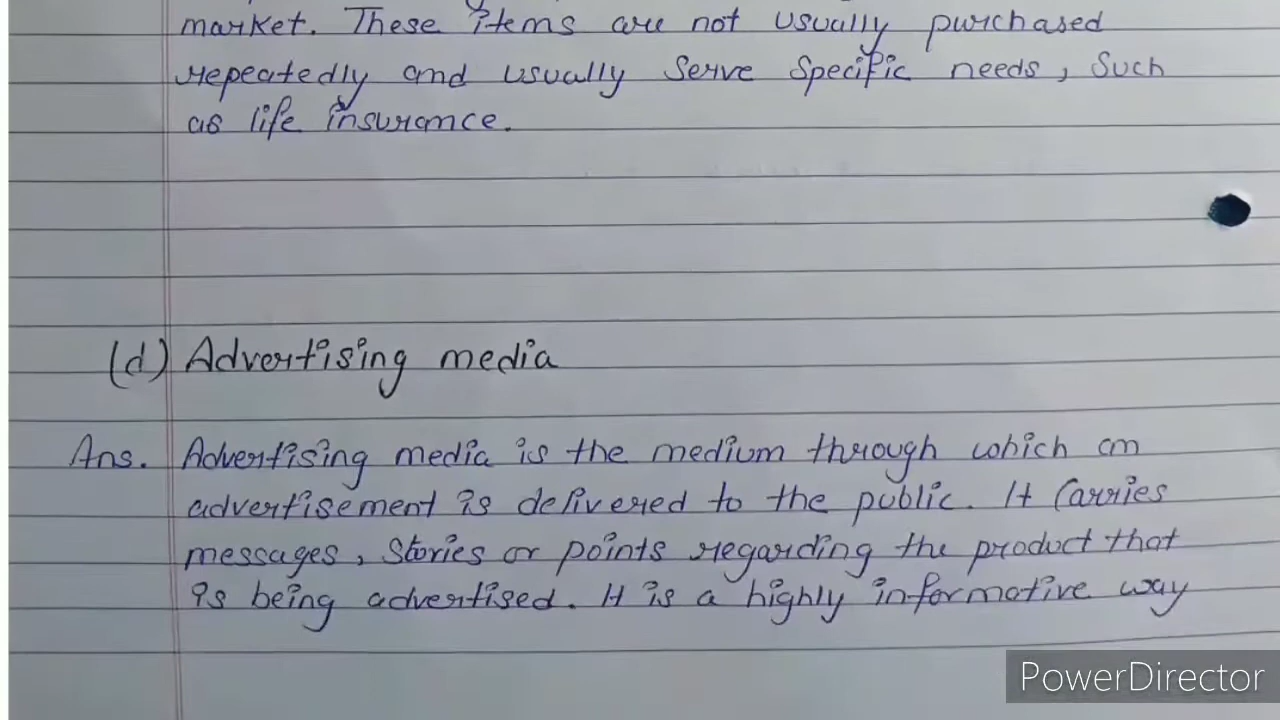 market. These items are not usually purchased
repeatedly and usually serve specific needs, such
as life insurance.
(d) Advertising media
Ans. Advertising media is the medium through which an
advertisement is delivered to the public. It carries
messages, stories or points regarding the product that
is being advertised. It is a highly informative way
PowerDirector